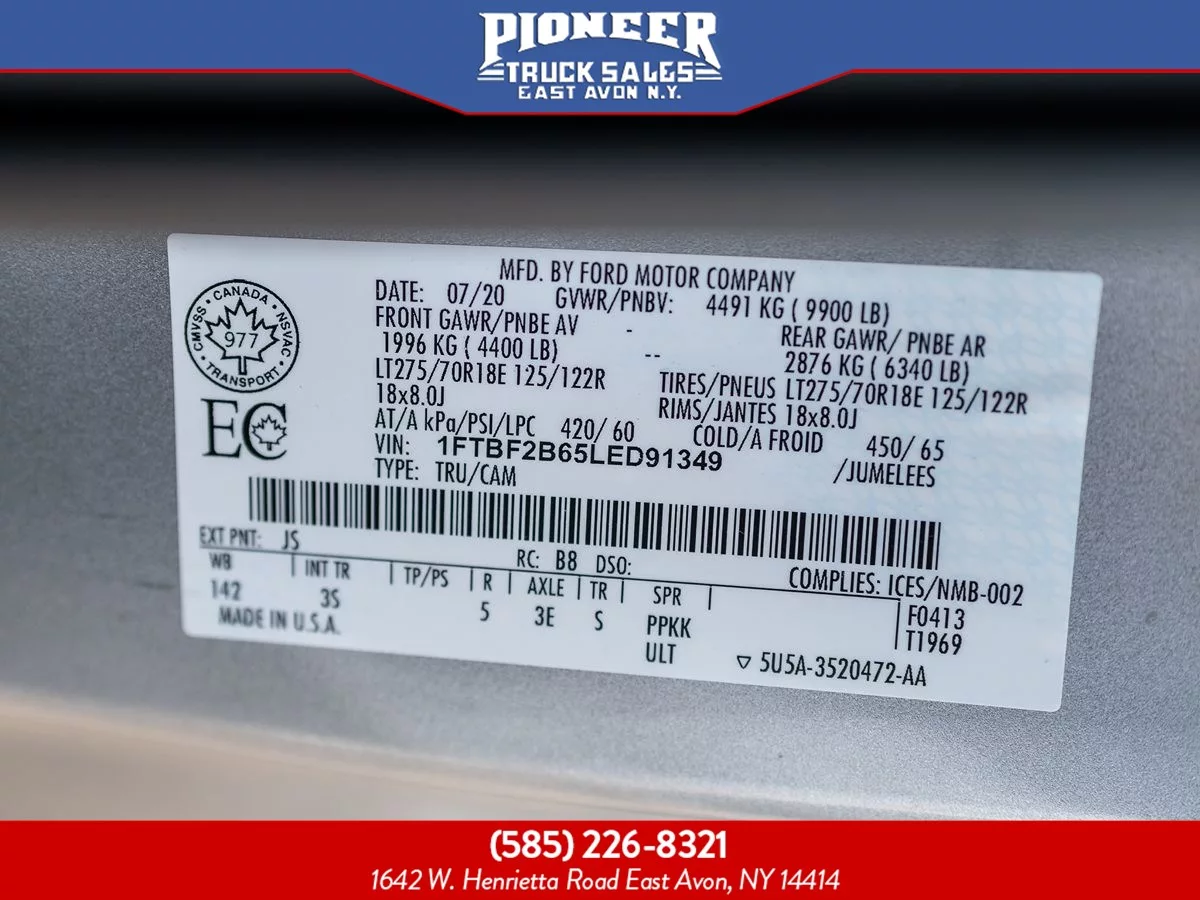 PIONEER
TRUCK SALES
EAST AVON N.Y.
MFD. BY FORD MOTOR COMPANY
DATE: 07/20 GVWR/PNBV: 4491 KG ( 9900 LB)
FRONT GAWR/PNBE AV - REAR GAWR/ PNBE AR
1996 KG ( 4400 LB) -- 2876 KG ( 6340 LB)
LT275/70R18E 125/122R TIRES/PNEUS LT275/70R18E 125/122R
18x8.0J RIMS/JANTES 18x8.0J
AT/A kPa/PSI/LPC 420/ 60 COLD/A FROID 450/ 65
VIN: 1FTBF2B65LED91349 /JUMELEES
TYPE: TRU/CAM
CMVSS • CANADA • NSVAC
977
• TRANSPORT •
EC
EXT PNT: JS RC: B8 DSO: COMPLIES: ICES/NMB-002
WB | INT TR | TP/PS | R | AXLE | TR | SPR | F0413
142 3S 5 3E S PPKK T1969
MADE IN U.S.A. ULT ▽ 5U5A-3520472-AA
(585) 226-8321
1642 W. Henrietta Road East Avon, NY 14414